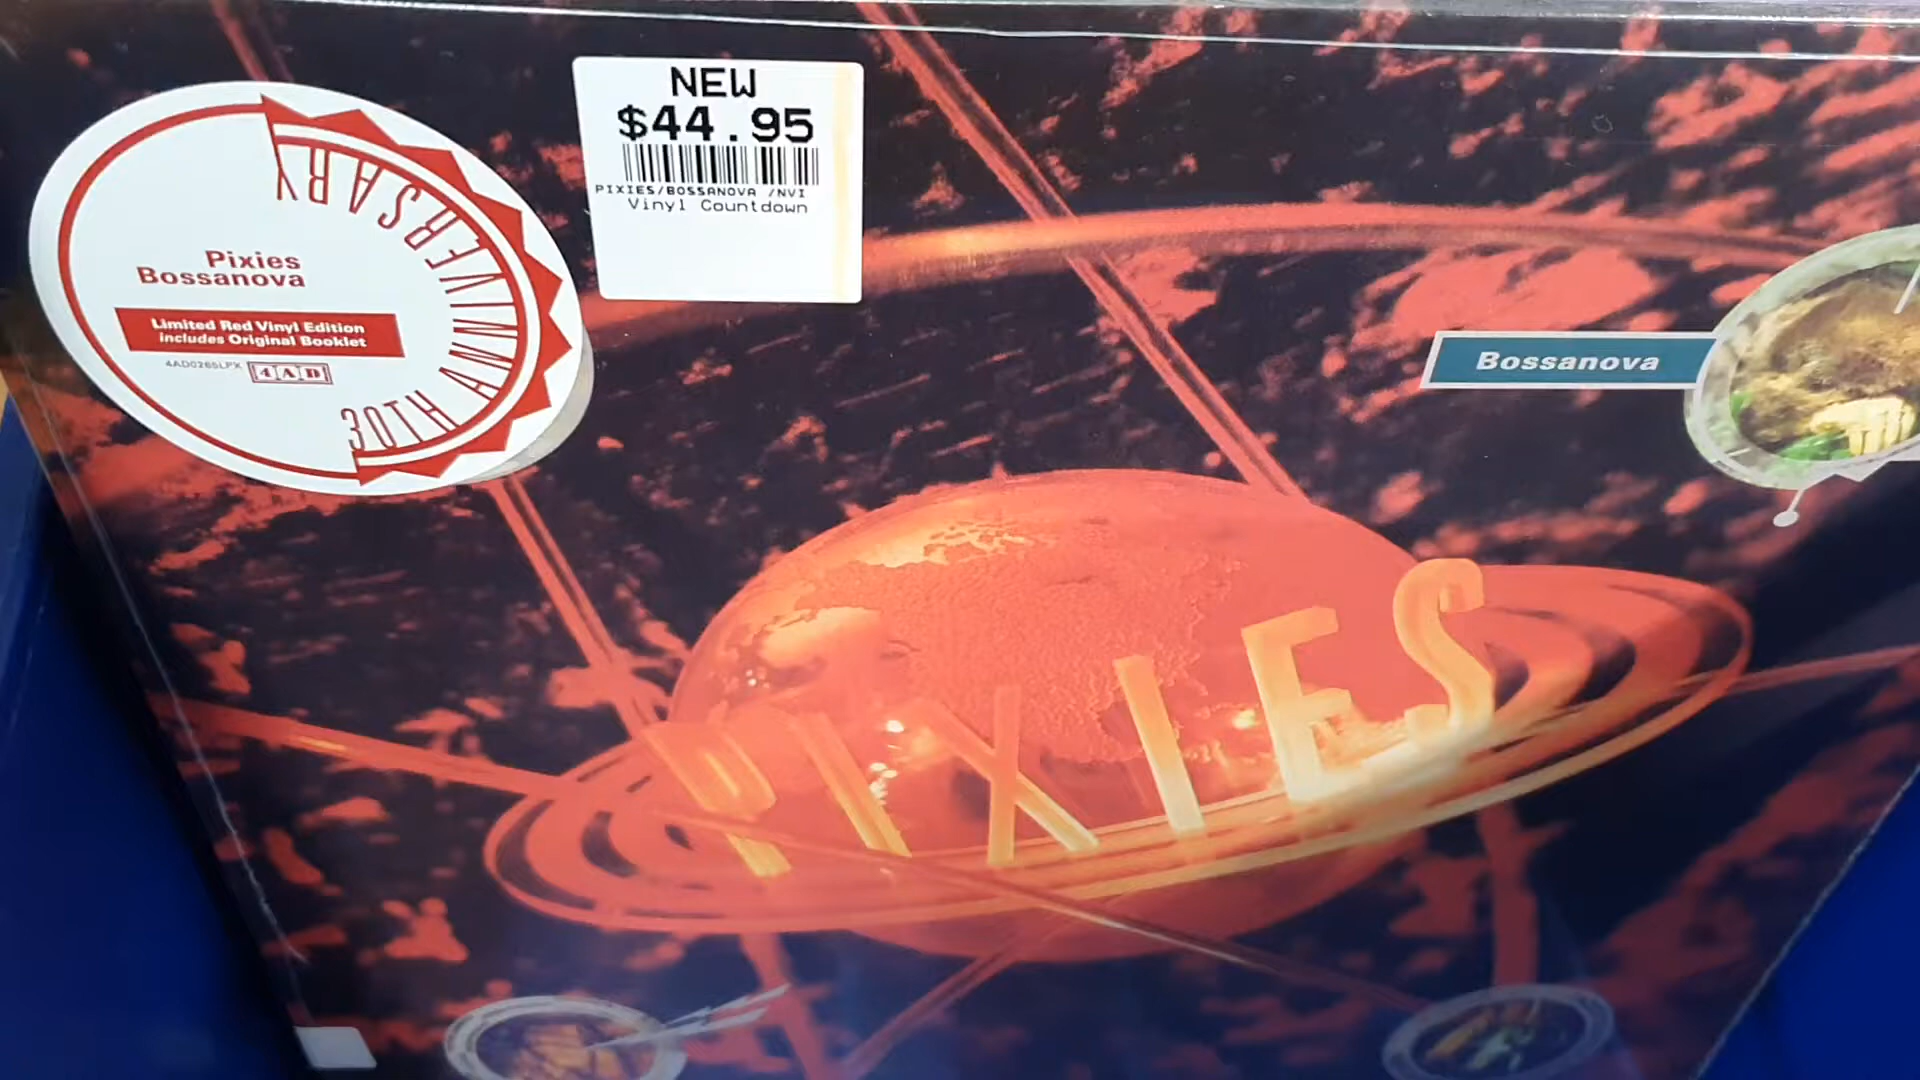 Pixies
Bossanova
Limited Red Vinyl Edition
includes Original Booklet
4AD0265LPX 4AD
30TH ANNIVERSARY
NEW
$44.95
PIXIES/BOSSANOVA /NVI
Vinyl Countdown
Bossanova
PIXIES